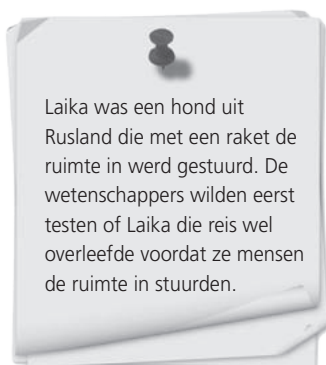 Laika was een hond uit
Rusland die met een raket de
ruimte in werd gestuurd. De
wetenschappers wilden eerst
testen of Laika die reis wel
overleefde voordat ze mensen
de ruimte in stuurden.